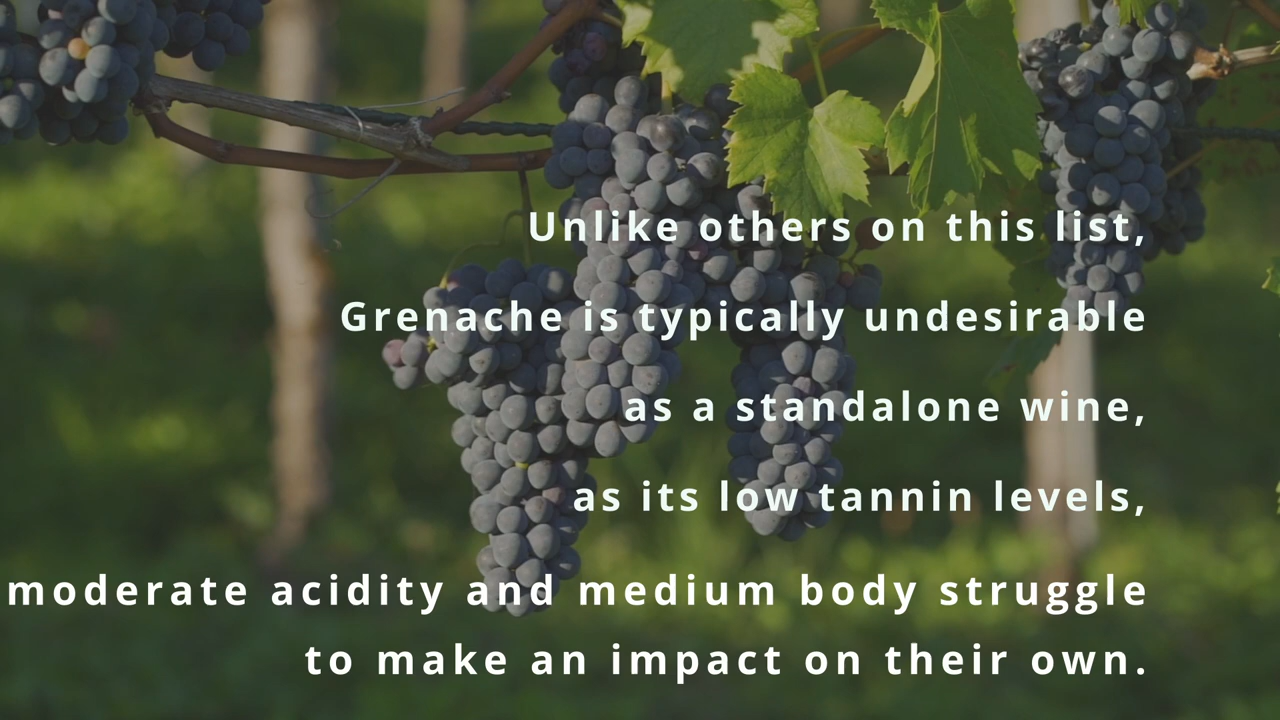 Unlike others on this list,
Grenache is typically undesirable
as a standalone wine,
as its low tannin levels,
moderate acidity and medium body struggle
to make an impact on their own.